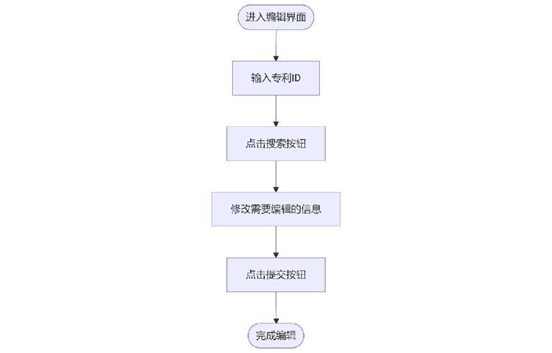 进入编辑界面
输入专利ID
点击搜索按钮
修改需要编辑的信息
点击提交按钮
完成编辑